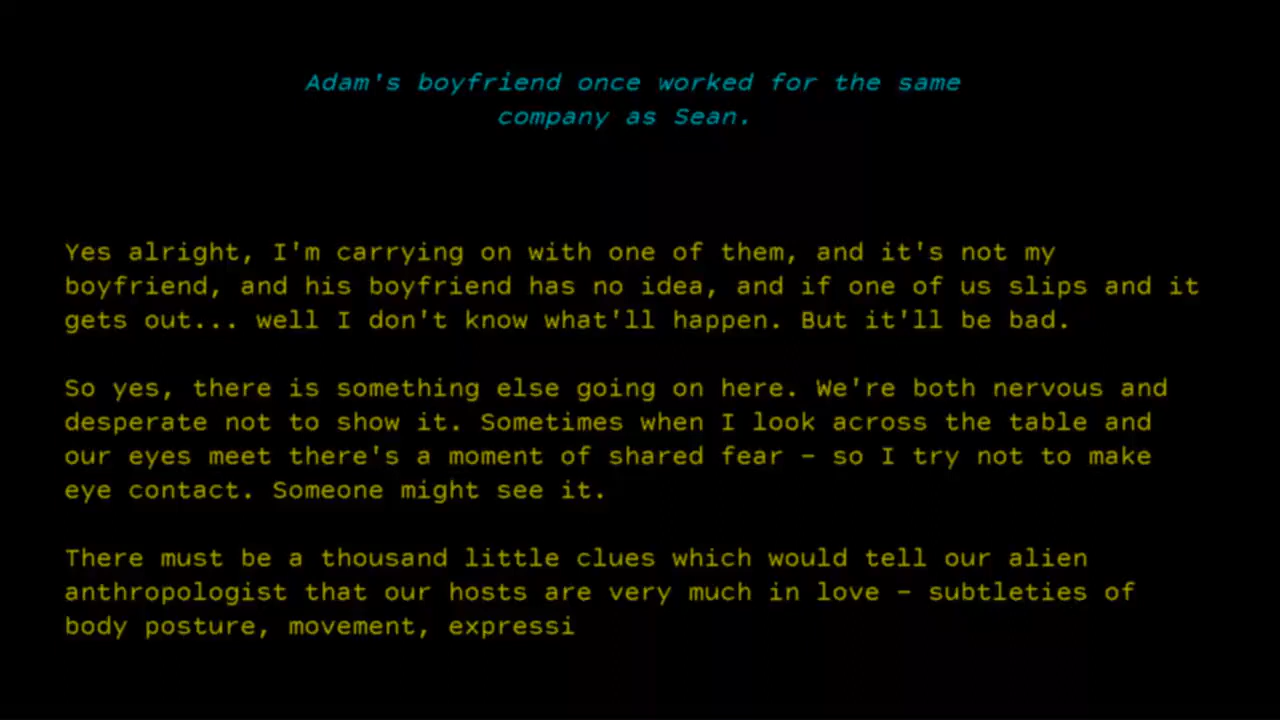 Adam's boyfriend once worked for the same
company as Sean.
Yes alright, I'm carrying on with one of them, and it's not my
boyfriend, and his boyfriend has no idea, and if one of us slips and it
gets out... well I don't know what'll happen. But it'll be bad.
So yes, there is something else going on here. We're both nervous and
desperate not to show it. Sometimes when I look across the table and
our eyes meet there's a moment of shared fear – so I try not to make
eye contact. Someone might see it.
There must be a thousand little clues which would tell our alien
anthropologist that our hosts are very much in love – subtleties of
body posture, movement, expressi